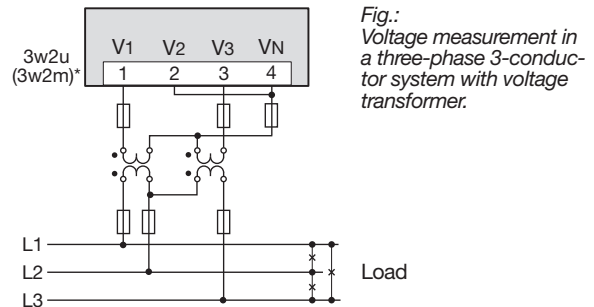 3w2u
(3w2m)*
V1 V2 V3 VN
1 2 3 4
Fig.:
Voltage measurement in
a three-phase 3-conduc-
tor system with voltage
transformer.
L1
L2
L3
Load